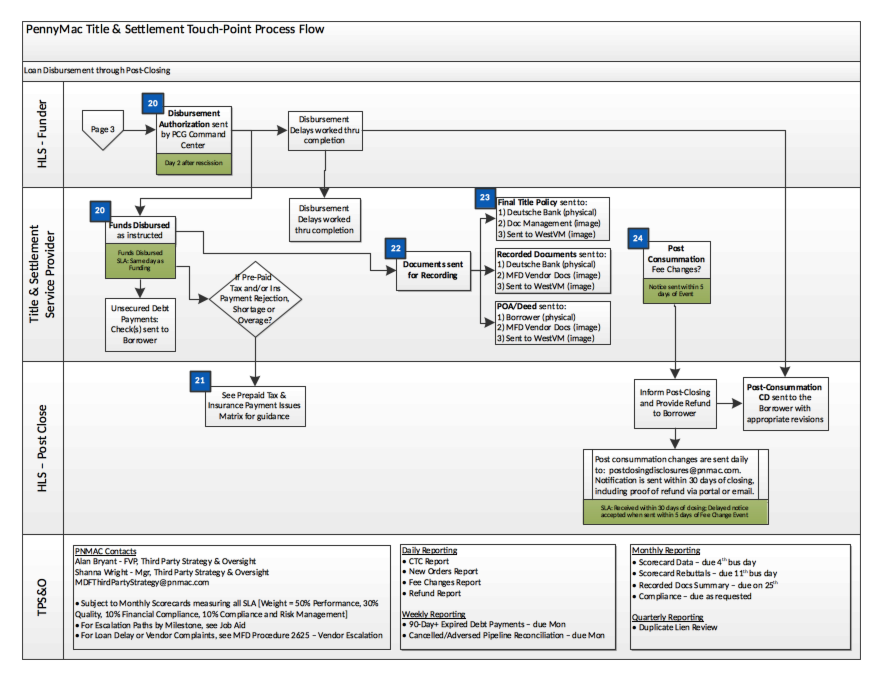 PennyMac Title & Settlement Touch-Point Process Flow
Loan Disbursement through Post-Closing
HLS - Funder
Page 3
20
Disbursement
Authorization sent
by PCG Command
Center
Day 2 after rescission
Disbursement
Delays worked thru
completion
Title & Settlement
Service Provider
20
Funds Disbursed
as instructed
Funds Disbursed
SLA: Same day as
Funding
Unsecured Debt
Payments:
Check(s) sent to
Borrower
If Pre-Paid
Tax and/or Ins
Payment Rejection,
Shortage or
Overage?
Disbursement
Delays worked
thru completion
22
Documents sent
for Recording
23
Final Title Policy sent to:
1) Deutsche Bank (physical)
2) Doc Management (image)
3) Sent to WestVM (image)
Recorded Documents sent to:
1) Deutsche Bank (physical)
2) MFD Vendor Docs (image)
3) Sent to WestVM (image)
POA/Deed sent to:
1) Borrower (physical)
2) MFD Vendor Docs (image)
3) Sent to WestVM (image)
24
Post
Consummation
Fee Changes?
Notice sent within 5
days of Event
HLS – Post Close
21
See Prepaid Tax &
Insurance Payment Issues
Matrix for guidance
Inform Post-Closing
and Provide Refund
to Borrower
Post-Consummation
CD sent to the
Borrower with
appropriate revisions
Post consummation changes are sent daily
to: postclosingdisclosures@pnmac.com.
Notification is sent within 30 days of closing,
including proof of refund via portal or email.
SLA: Received within 30 days of closing; Delayed notice
accepted when sent within 5 days of Fee Change Event
TPS&O
PNMAC Contacts
Alan Bryant - FVP, Third Party Strategy & Oversight
Shanna Wright - Mgr, Third Party Strategy & Oversight
MDFThirdPartyStrategy@pnmac.com
• Subject to Monthly Scorecards measuring all SLA [Weight = 50% Performance, 30%
Quality, 10% Financial Compliance, 10% Compliance and Risk Management]
• For Escalation Paths by Milestone, see Job Aid
• For Loan Delay or Vendor Complaints, see MFD Procedure 2625 – Vendor Escalation
Daily Reporting
• CTC Report
• New Orders Report
• Fee Changes Report
• Refund Report
Weekly Reporting
• 90-Day+ Expired Debt Payments – due Mon
• Cancelled/Adversed Pipeline Reconciliation – due Mon
Monthly Reporting
• Scorecard Data – due 4th bus day
• Scorecard Rebuttals – due 11th bus day
• Recorded Docs Summary – due on 25th
• Compliance – due as requested
Quarterly Reporting
• Duplicate Lien Review